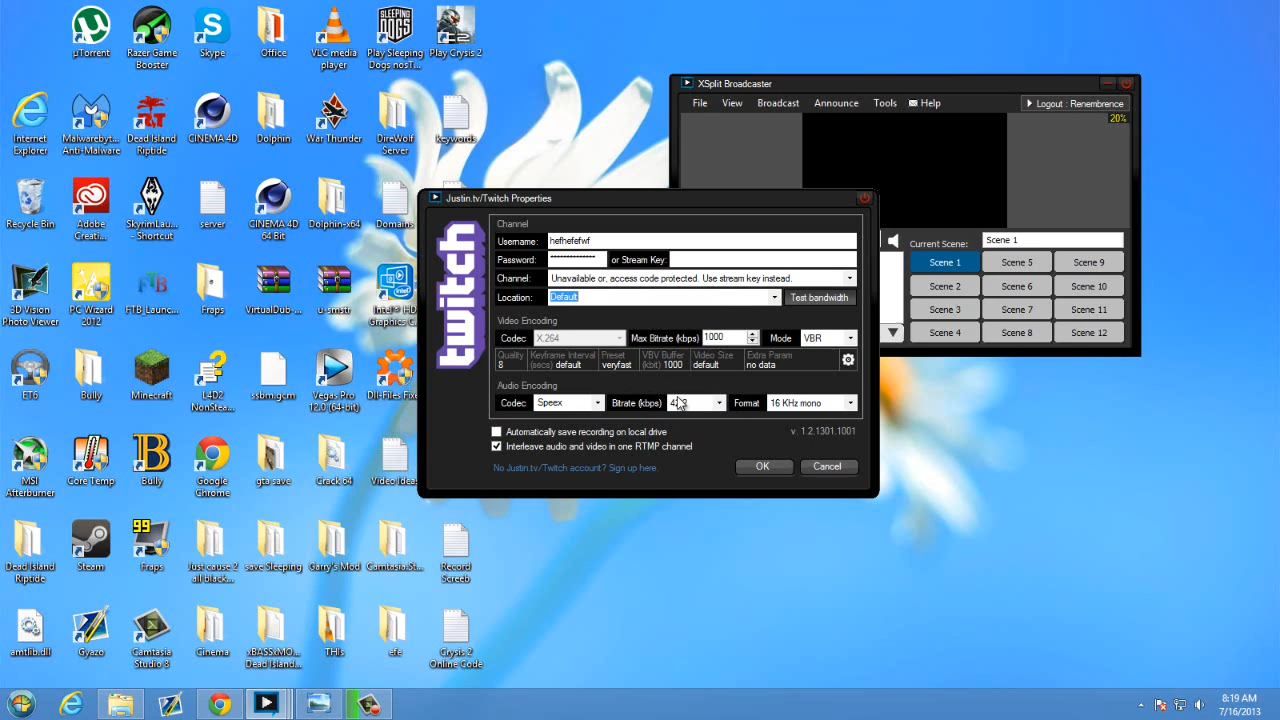 µTorrent
Razer Game Booster
Skype
Office
VLC media player
Play Sleeping Dogs nosT...
Play Crysis 2
SLEEPING DOGS
Internet Explorer
Malwareby... Anti-Malware
Dead Island Riptide
CINEMA 4D
Dolphin
War Thunder
DireWolf Server
keywords
Recycle Bin
Adobe Creati...
SkyrimLau... - Shortcut
server
CINEMA 4D 64 Bit
Dolphin-x64
Domains
3D Vision Photo Viewer
PC Wizard 2012
FTB_Launc...
Fraps
VirtualDub-...
u-smstr
Intel® HD Graphics C...
ET6
Bully
Minecraft
L4D2 NonStea...
ssbm.gcm
Vegas Pro 12.0 (64-bit)
Dll-Files Fixe
MSI Afterburner
Core Temp
Bully
Google Chrome
gta save
Crack 64
Video Ideas
99
Dead Island Riptide
Steam
Fraps
Just cause 2 all black...
save Sleeping
Garry's Mod
Camtasia.St...
Record Screeb
amtlib.dll
Gyazo
Camtasia Studio 8
Cinema
xBASSxMO... Dead Island...
THIs
efe
Crysis 2 Online Code
XSplit Broadcaster
File View Broadcast Announce Tools Help
Logout : Renembrence
20%
Current Scene: Scene 1
Scene 1 Scene 5 Scene 9
Scene 2 Scene 6 Scene 10
Scene 3 Scene 7 Scene 11
Scene 4 Scene 8 Scene 12
Justin.tv/Twitch Properties
twitch
Channel
Username: hefhefefwf
Password: ************** or Stream Key:
Channel: Unavailable or, access code protected. Use stream key instead.
Location: Default Test bandwidth
Video Encoding
Codec X.264 Max Bitrate (kbps) 1000 Mode VBR
Quality Keyframe Interval Preset VBV Buffer Video Size Extra Param
8 (secs) default veryfast (kbit) 1000 default no data
Audio Encoding
Codec Speex Bitrate (kbps) Format 16 KHz mono
Automatically save recording on local drive v. 1.2.1301.1001
Interleave audio and video in one RTMP channel
No Justin.tv/Twitch account? Sign up here.
OK Cancel
8:19 AM
7/16/2013